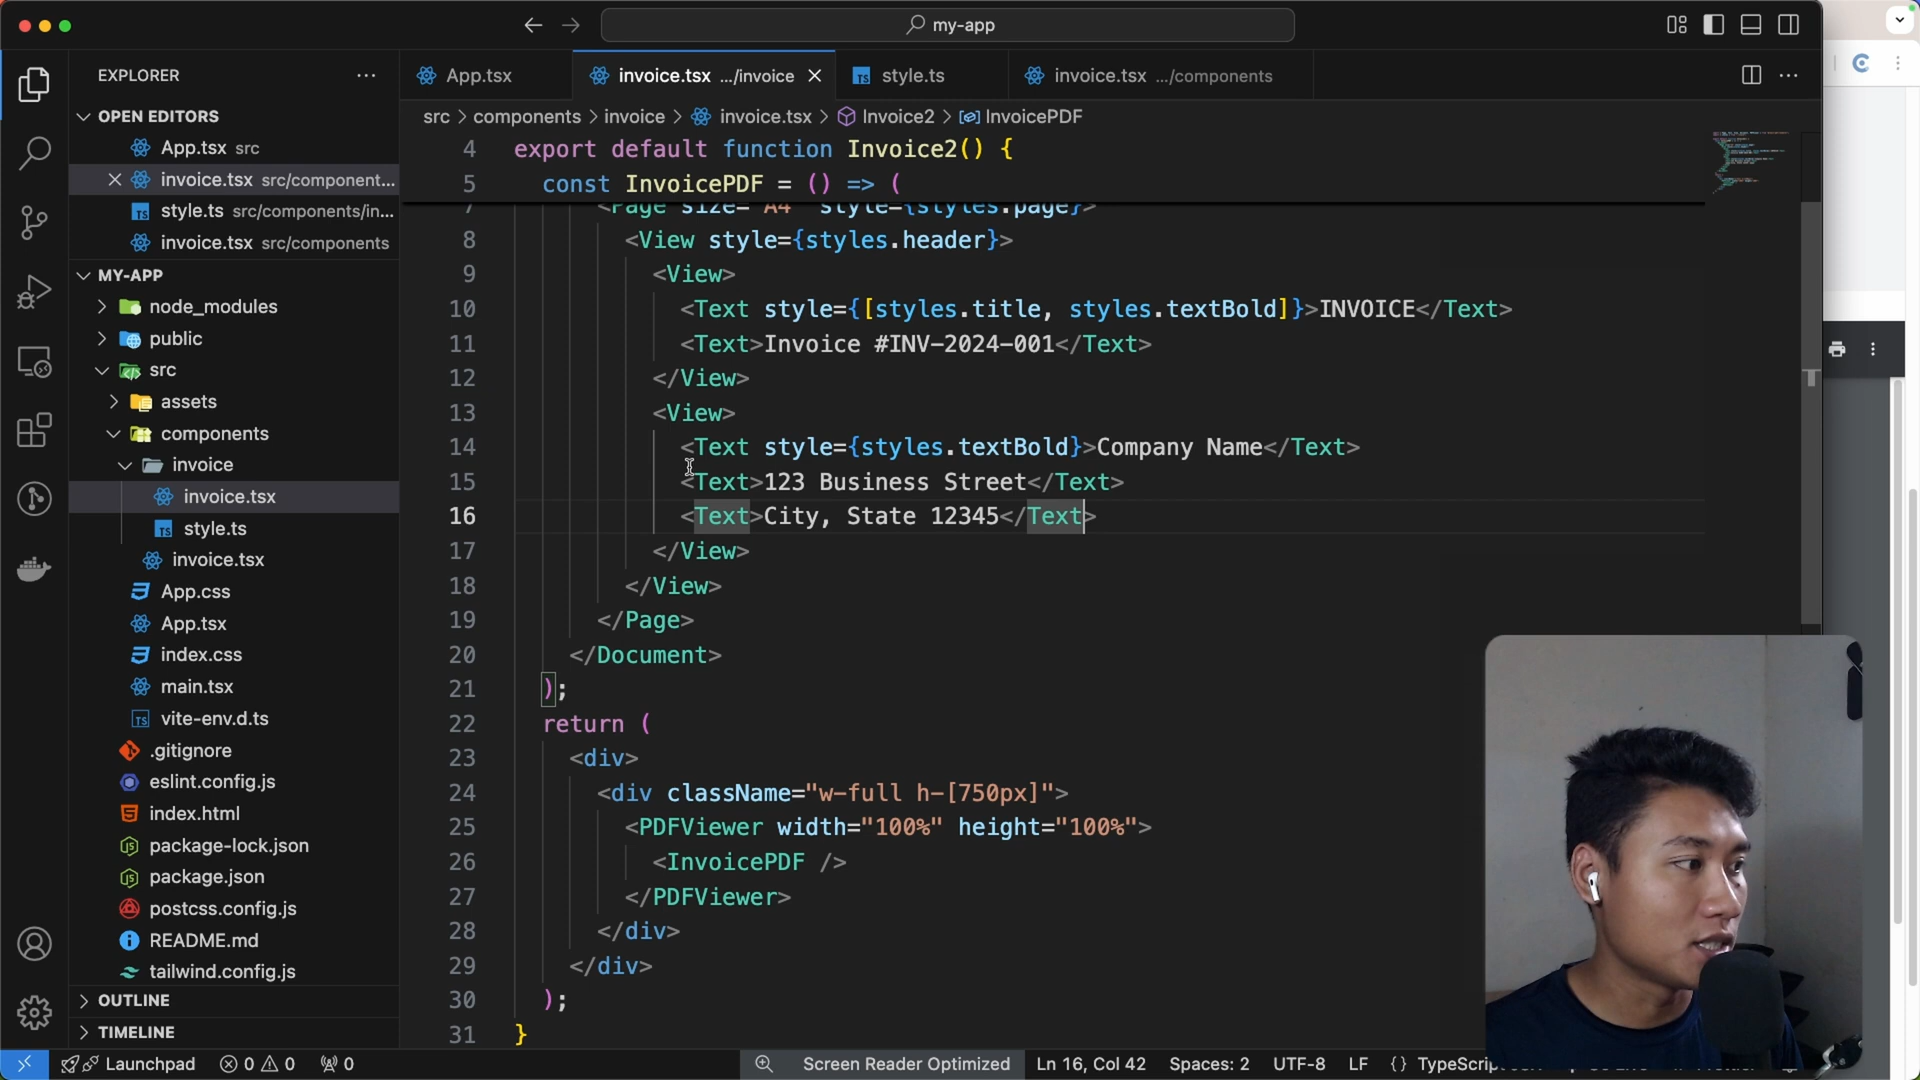 my-app
EXPLORER
App.tsx
invoice.tsx .../invoice
style.ts
invoice.tsx .../components
OPEN EDITORS
App.tsx src
invoice.tsx src/component...
style.ts src/components/in...
invoice.tsx src/components
MY-APP
node_modules
public
src
assets
components
invoice
invoice.tsx
style.ts
invoice.tsx
App.css
App.tsx
index.css
main.tsx
vite-env.d.ts
.gitignore
eslint.config.js
index.html
package-lock.json
package.json
postcss.config.js
README.md
tailwind.config.js
OUTLINE
TIMELINE
src > components > invoice > invoice.tsx > Invoice2 > InvoicePDF
4 export default function Invoice2() {
5 const InvoicePDF = () => (
7 <Page size="A4" style={styles.page}>
8 <View style={styles.header}>
9 <View>
10 <Text style={[styles.title, styles.textBold]}>INVOICE</Text>
11 <Text>Invoice #INV-2024-001</Text>
12 </View>
13 <View>
14 <Text style={styles.textBold}>Company Name</Text>
15 <Text>123 Business Street</Text>
16 <Text>City, State 12345</Text>
17 </View>
18 </View>
19 </Page>
20 </Document>
21 );
22 return (
23 <div>
24 <div className="w-full h-[750px]">
25 <PDFViewer width="100%" height="100%">
26 <InvoicePDF />
27 </PDFViewer>
28 </div>
29 </div>
30 );
31 }
Launchpad 0 0 0 Screen Reader Optimized Ln 16, Col 42 Spaces: 2 UTF-8 LF {} TypeScript